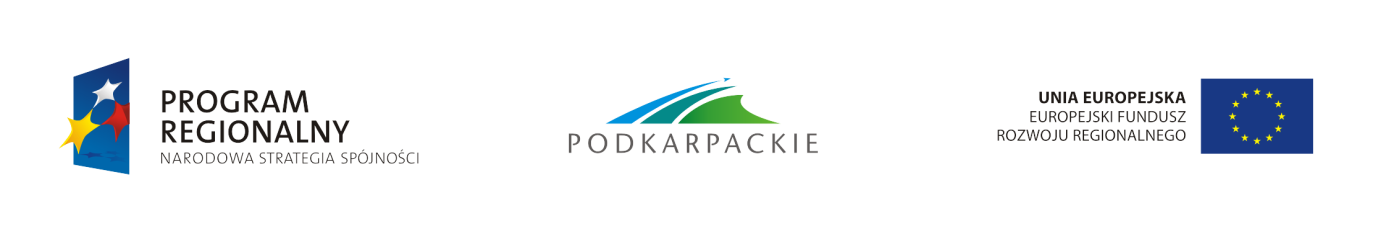 PROGRAM
REGIONALNY
NARODOWA STRATEGIA SPÓJNOŚCI
PODKARPACKIE
UNIA EUROPEJSKA
EUROPEJSKI FUNDUSZ
ROZWOJU REGIONALNEGO